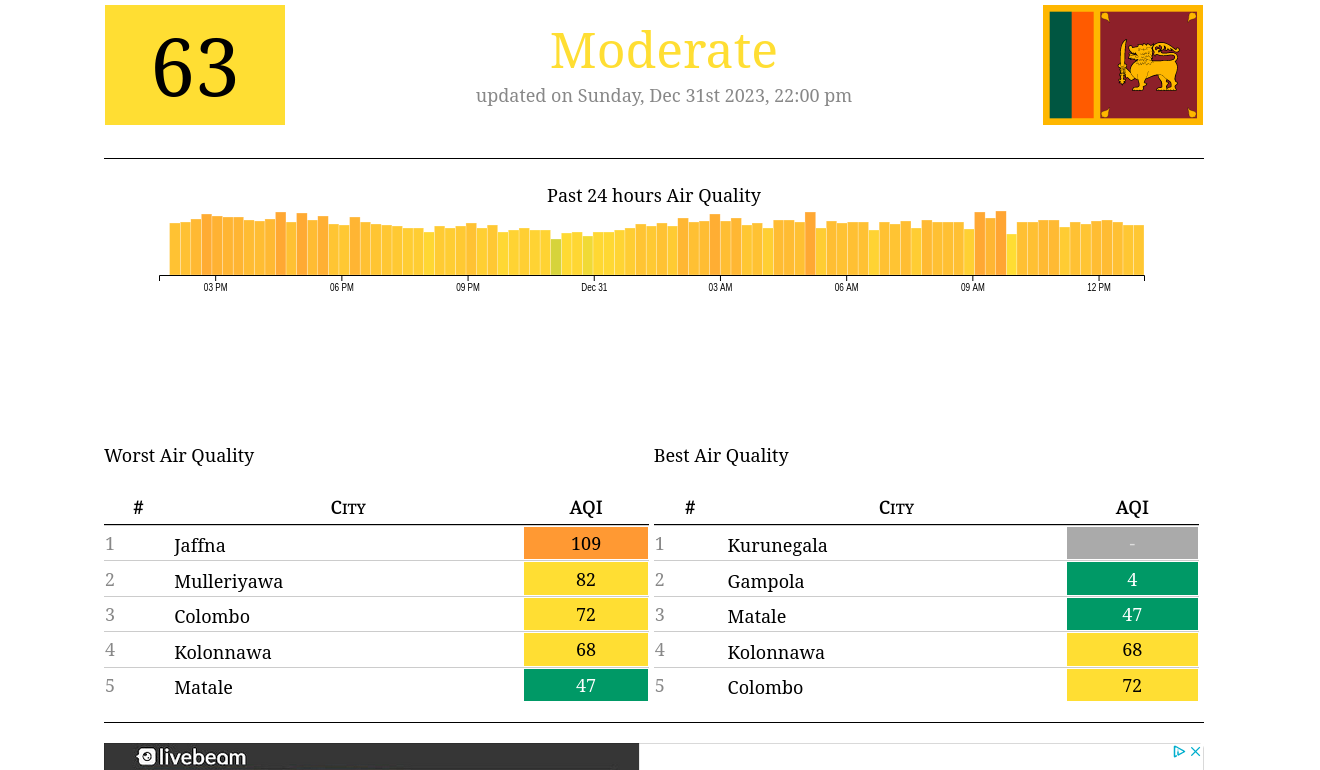 63
Moderate
updated on Sunday, Dec 31st 2023, 22:00 pm
Past 24 hours Air Quality
03 PM 06 PM 09 PM Dec 31 03 AM 06 AM 09 AM 12 PM
Worst Air Quality
# City AQI
1 Jaffna 109
2 Mulleriyawa 82
3 Colombo 72
4 Kolonnawa 68
5 Matale 47
Best Air Quality
# City AQI
1 Kurunegala -
2 Gampola 4
3 Matale 47
4 Kolonnawa 68
5 Colombo 72
livebeam